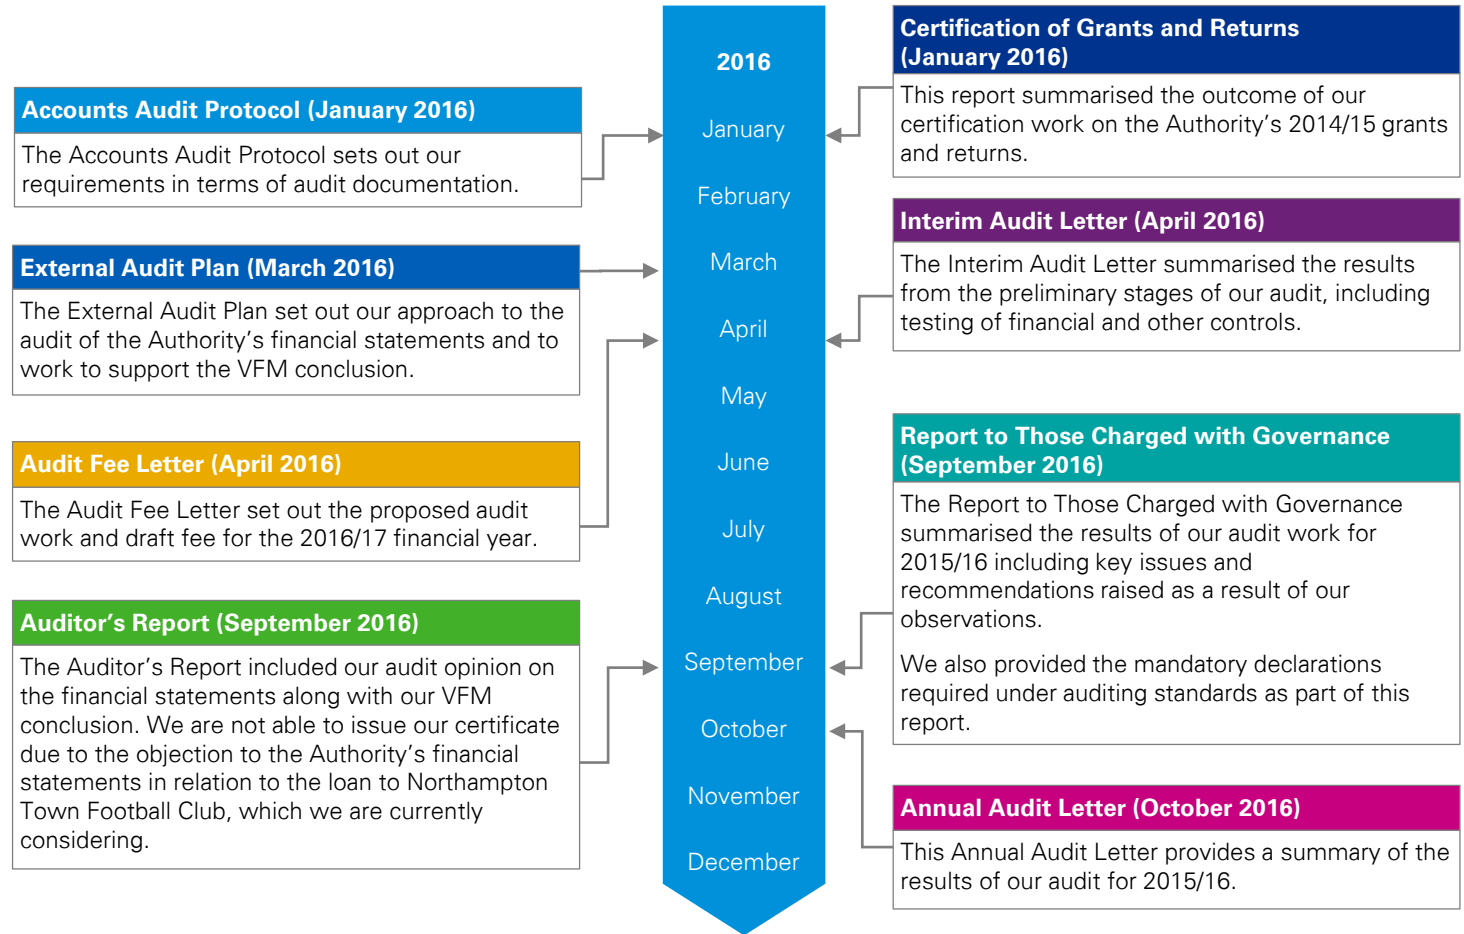 Accounts Audit Protocol (January 2016)
The Accounts Audit Protocol sets out our
requirements in terms of audit documentation.
External Audit Plan (March 2016)
The External Audit Plan set out our approach to the
audit of the Authority’s financial statements and to
work to support the VFM conclusion.
Audit Fee Letter (April 2016)
The Audit Fee Letter set out the proposed audit
work and draft fee for the 2016/17 financial year.
Auditor’s Report (September 2016)
The Auditor’s Report included our audit opinion on
the financial statements along with our VFM
conclusion. We are not able to issue our certificate
due to the objection to the Authority’s financial
statements in relation to the loan to Northampton
Town Football Club, which we are currently
considering.
2016
January
February
March
April
May
June
July
August
September
October
November
December
Certification of Grants and Returns
(January 2016)
This report summarised the outcome of our
certification work on the Authority’s 2014/15 grants
and returns.
Interim Audit Letter (April 2016)
The Interim Audit Letter summarised the results
from the preliminary stages of our audit, including
testing of financial and other controls.
Report to Those Charged with Governance
(September 2016)
The Report to Those Charged with Governance
summarised the results of our audit work for
2015/16 including key issues and
recommendations raised as a result of our
observations.
We also provided the mandatory declarations
required under auditing standards as part of this
report.
Annual Audit Letter (October 2016)
This Annual Audit Letter provides a summary of the
results of our audit for 2015/16.